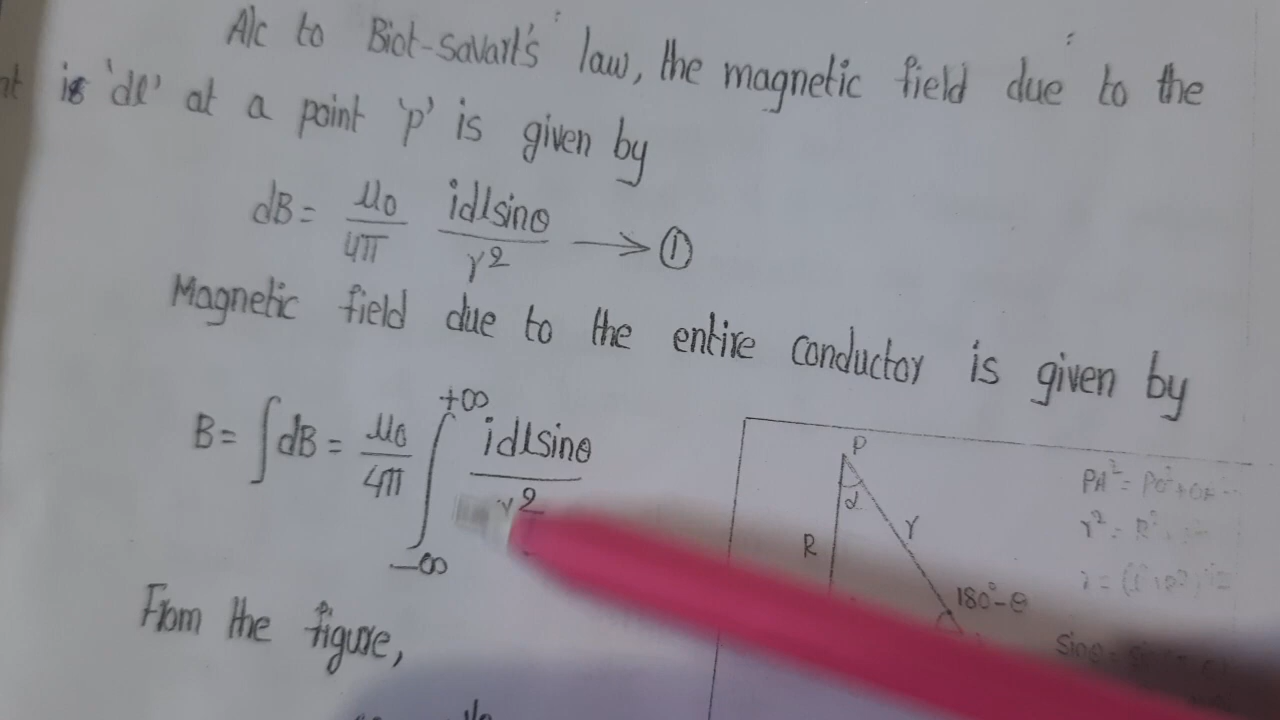 A|c to Biot-savart's law, the magnetic field due to the
is 'dl' at a point 'p' is given by
dB = μ0/4π idlsinθ/r² → ①
Magnetic field due to the entire conductor is given by
B = ∫dB = μ0/4π ∫_{-∞}^{+∞} idlsinθ/r²
P
α
R
r
180°-θ
PA² = PO² +
r² = R²
From the figure,